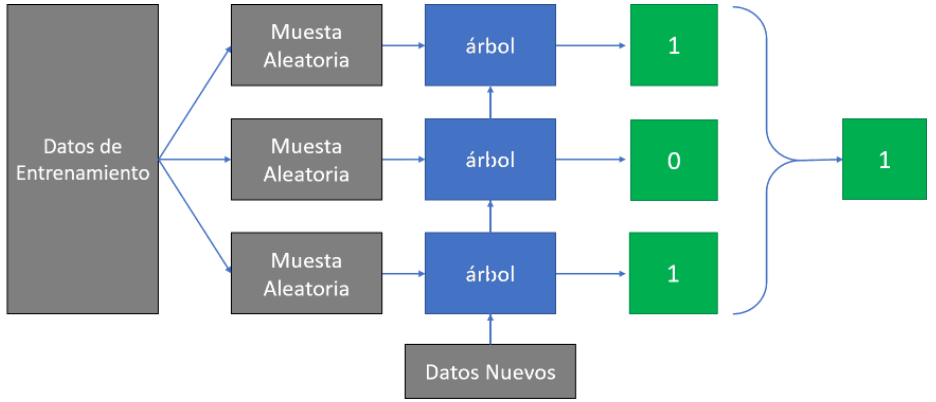 Datos de
Entrenamiento
Muesta
Aleatoria
árbol
1
Muesta
Aleatoria
árbol
0
Muesta
Aleatoria
árbol
1
1
Datos Nuevos